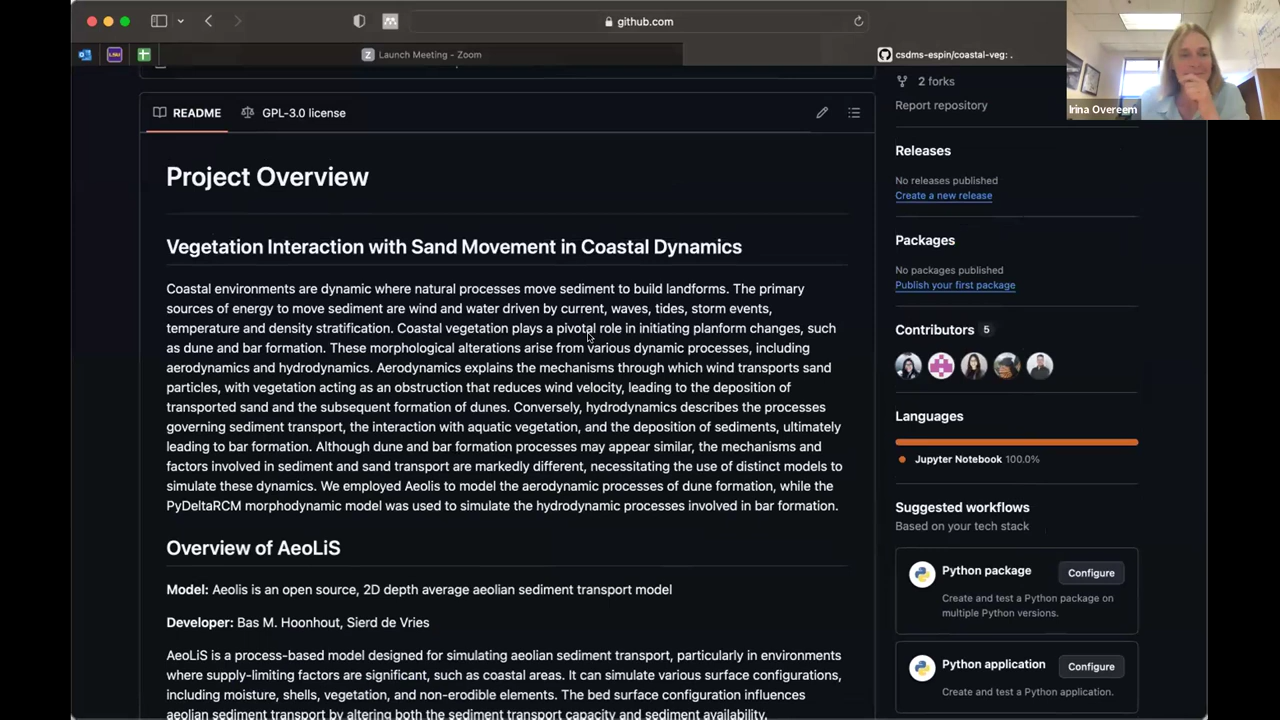 github.com
Launch Meeting - Zoom
csdms-espin/coastal-veg: .
Irina Overeem
2 forks
Report repository
README
GPL-3.0 license
Project Overview
Vegetation Interaction with Sand Movement in Coastal Dynamics
Coastal environments are dynamic where natural processes move sediment to build landforms. The primary
sources of energy to move sediment are wind and water driven by current, waves, tides, storm events,
temperature and density stratification. Coastal vegetation plays a pivotal role in initiating planform changes, such
as dune and bar formation. These morphological alterations arise from various dynamic processes, including
aerodynamics and hydrodynamics. Aerodynamics explains the mechanisms through which wind transports sand
particles, with vegetation acting as an obstruction that reduces wind velocity, leading to the deposition of
transported sand and the subsequent formation of dunes. Conversely, hydrodynamics describes the processes
governing sediment transport, the interaction with aquatic vegetation, and the deposition of sediments, ultimately
leading to bar formation. Although dune and bar formation processes may appear similar, the mechanisms and
factors involved in sediment and sand transport are markedly different, necessitating the use of distinct models to
simulate these dynamics. We employed Aeolis to model the aerodynamic processes of dune formation, while the
PyDeltaRCM morphodynamic model was used to simulate the hydrodynamic processes involved in bar formation.
Overview of AeoLiS
Model: Aeolis is an open source, 2D depth average aeolian sediment transport model
Developer: Bas M. Hoonhout, Sierd de Vries
AeoLiS is a process-based model designed for simulating aeolian sediment transport, particularly in environments
where supply-limiting factors are significant, such as coastal areas. It can simulate various surface configurations,
including moisture, shells, vegetation, and non-erodible elements. The bed surface configuration influences
aeolian sediment transport by altering both the sediment transport capacity and sediment availability.
Releases
No releases published
Create a new release
Packages
No packages published
Publish your first package
Contributors 5
Languages
Jupyter Notebook 100.0%
Suggested workflows
Based on your tech stack
Python package
Configure
Create and test a Python package on
multiple Python versions.
Python application
Configure
Create and test a Python application.